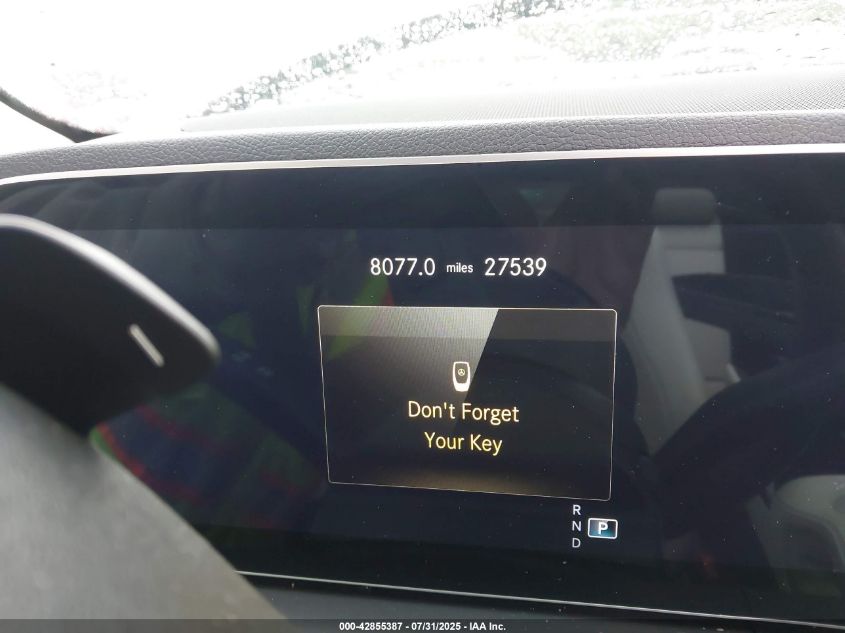 8077.0 miles 27539
Don't Forget
Your Key
R
N P
D
000-42855387 - 07/31/2025 - IAA Inc.